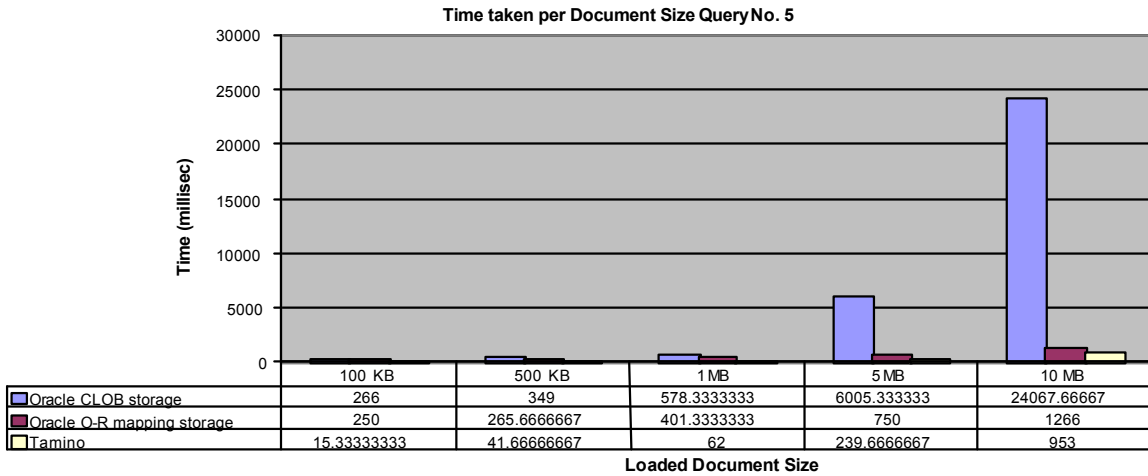 Time taken per Document Size Query No. 5
30000
25000
20000
15000
10000
5000
0
Time (millisec)
100 KB 500 KB 1 MB 5 MB 10 MB
Oracle CLOB storage 266 349 578.3333333 6005.333333 24067.66667
Oracle O-R mapping storage 250 265.6666667 401.3333333 750 1266
Tamino 15.33333333 41.66666667 62 239.6666667 953
Loaded Document Size